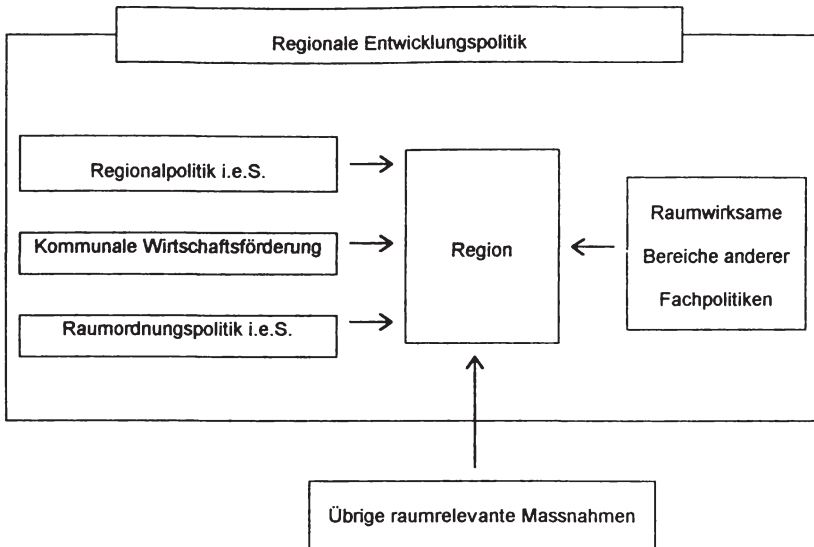 Regionale Entwicklungspolitik
Regionalpolitik i.e.S.
Kommunale Wirtschaftsförderung
Raumordnungspolitik i.e.S.
Region
Raumwirksame
Bereiche anderer
Fachpolitiken
Übrige raumrelevante Massnahmen